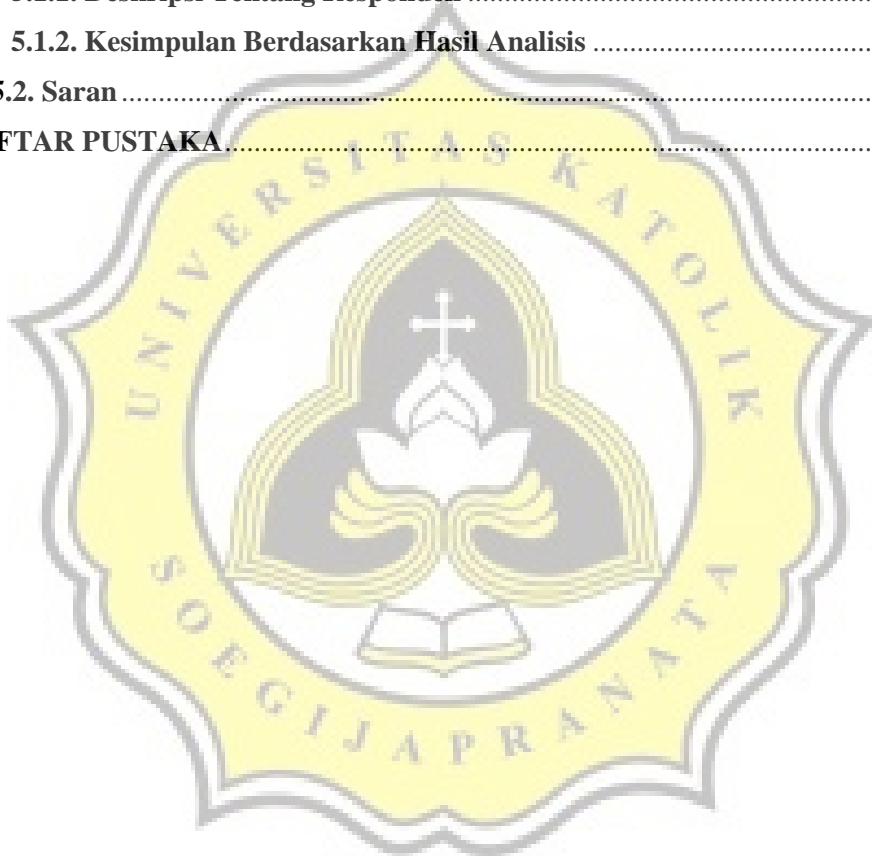 5.1.2. Kesimpulan Berdasarkan Hasil Analisis ........................................
5.2. Saran ........................................
FTAR PUSTAKA ........................................
UNIVERSITAS KATOLIK
SOEGIJAPRANATA